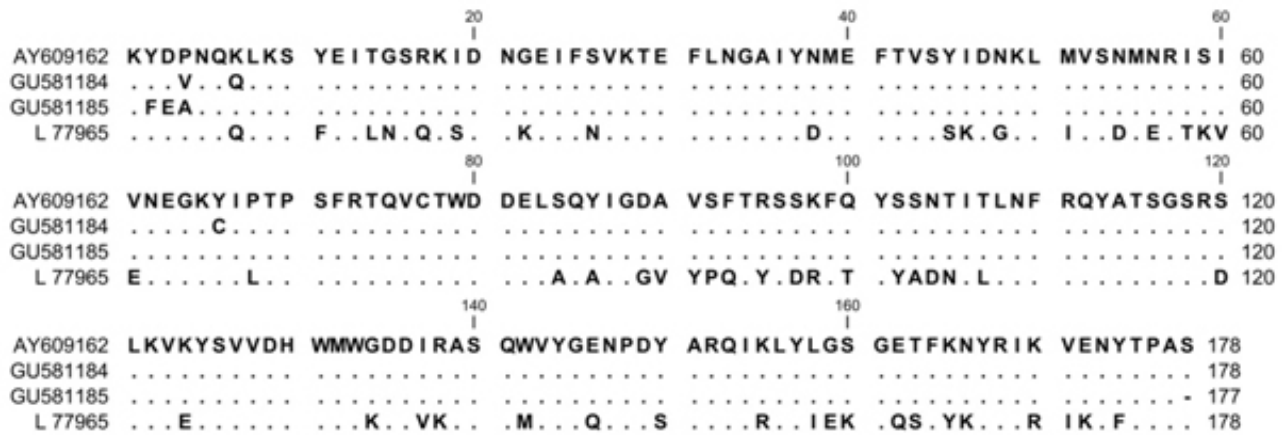 20 40 60
AY609162 KYDPNQKLKS YEITGSRKID NGEIFSVKTE FLNGAIYNME FTVSYIDNKL MVSNMNRISI 60
GU581184 ...V..Q... .......... .......... .......... .......... .......... 60
GU581185 .FEA...... .......... .......... .......... .......... .......... 60
L 77965 ......Q... F..LN.Q.S. .K...N.... .......D.. ....SK.G.. I..D.E.TKV 60
80 100 120
AY609162 VNEGKYIPTP SFRTQVCTWD DELSQYIGDA VSFTRSSKFQ YSSNTITLNF RQYATSGSRS 120
GU581184 .....C.... .......... .......... .......... .......... .......... 120
GU581185 .......... .......... .......... .......... .......... .......... 120
L 77965 E......L.. .......... ...A.A..GV YPQ.Y.DR.T .YADN.L... .........D 120
140 160
AY609162 LKVKYSVVDH WMWGDDIRAS QWVYGENPDY ARQIKLYLGS GETFKNYRIK VENYTPAS 178
GU581184 .......... .......... .......... .......... .......... ........ 178
GU581185 .......... .......... .......... .......... .......... .......- 177
L 77965 ...E...... ...K..VK.. .M...Q...S ....R..IEK .QS.YK...R IK.F.... 178